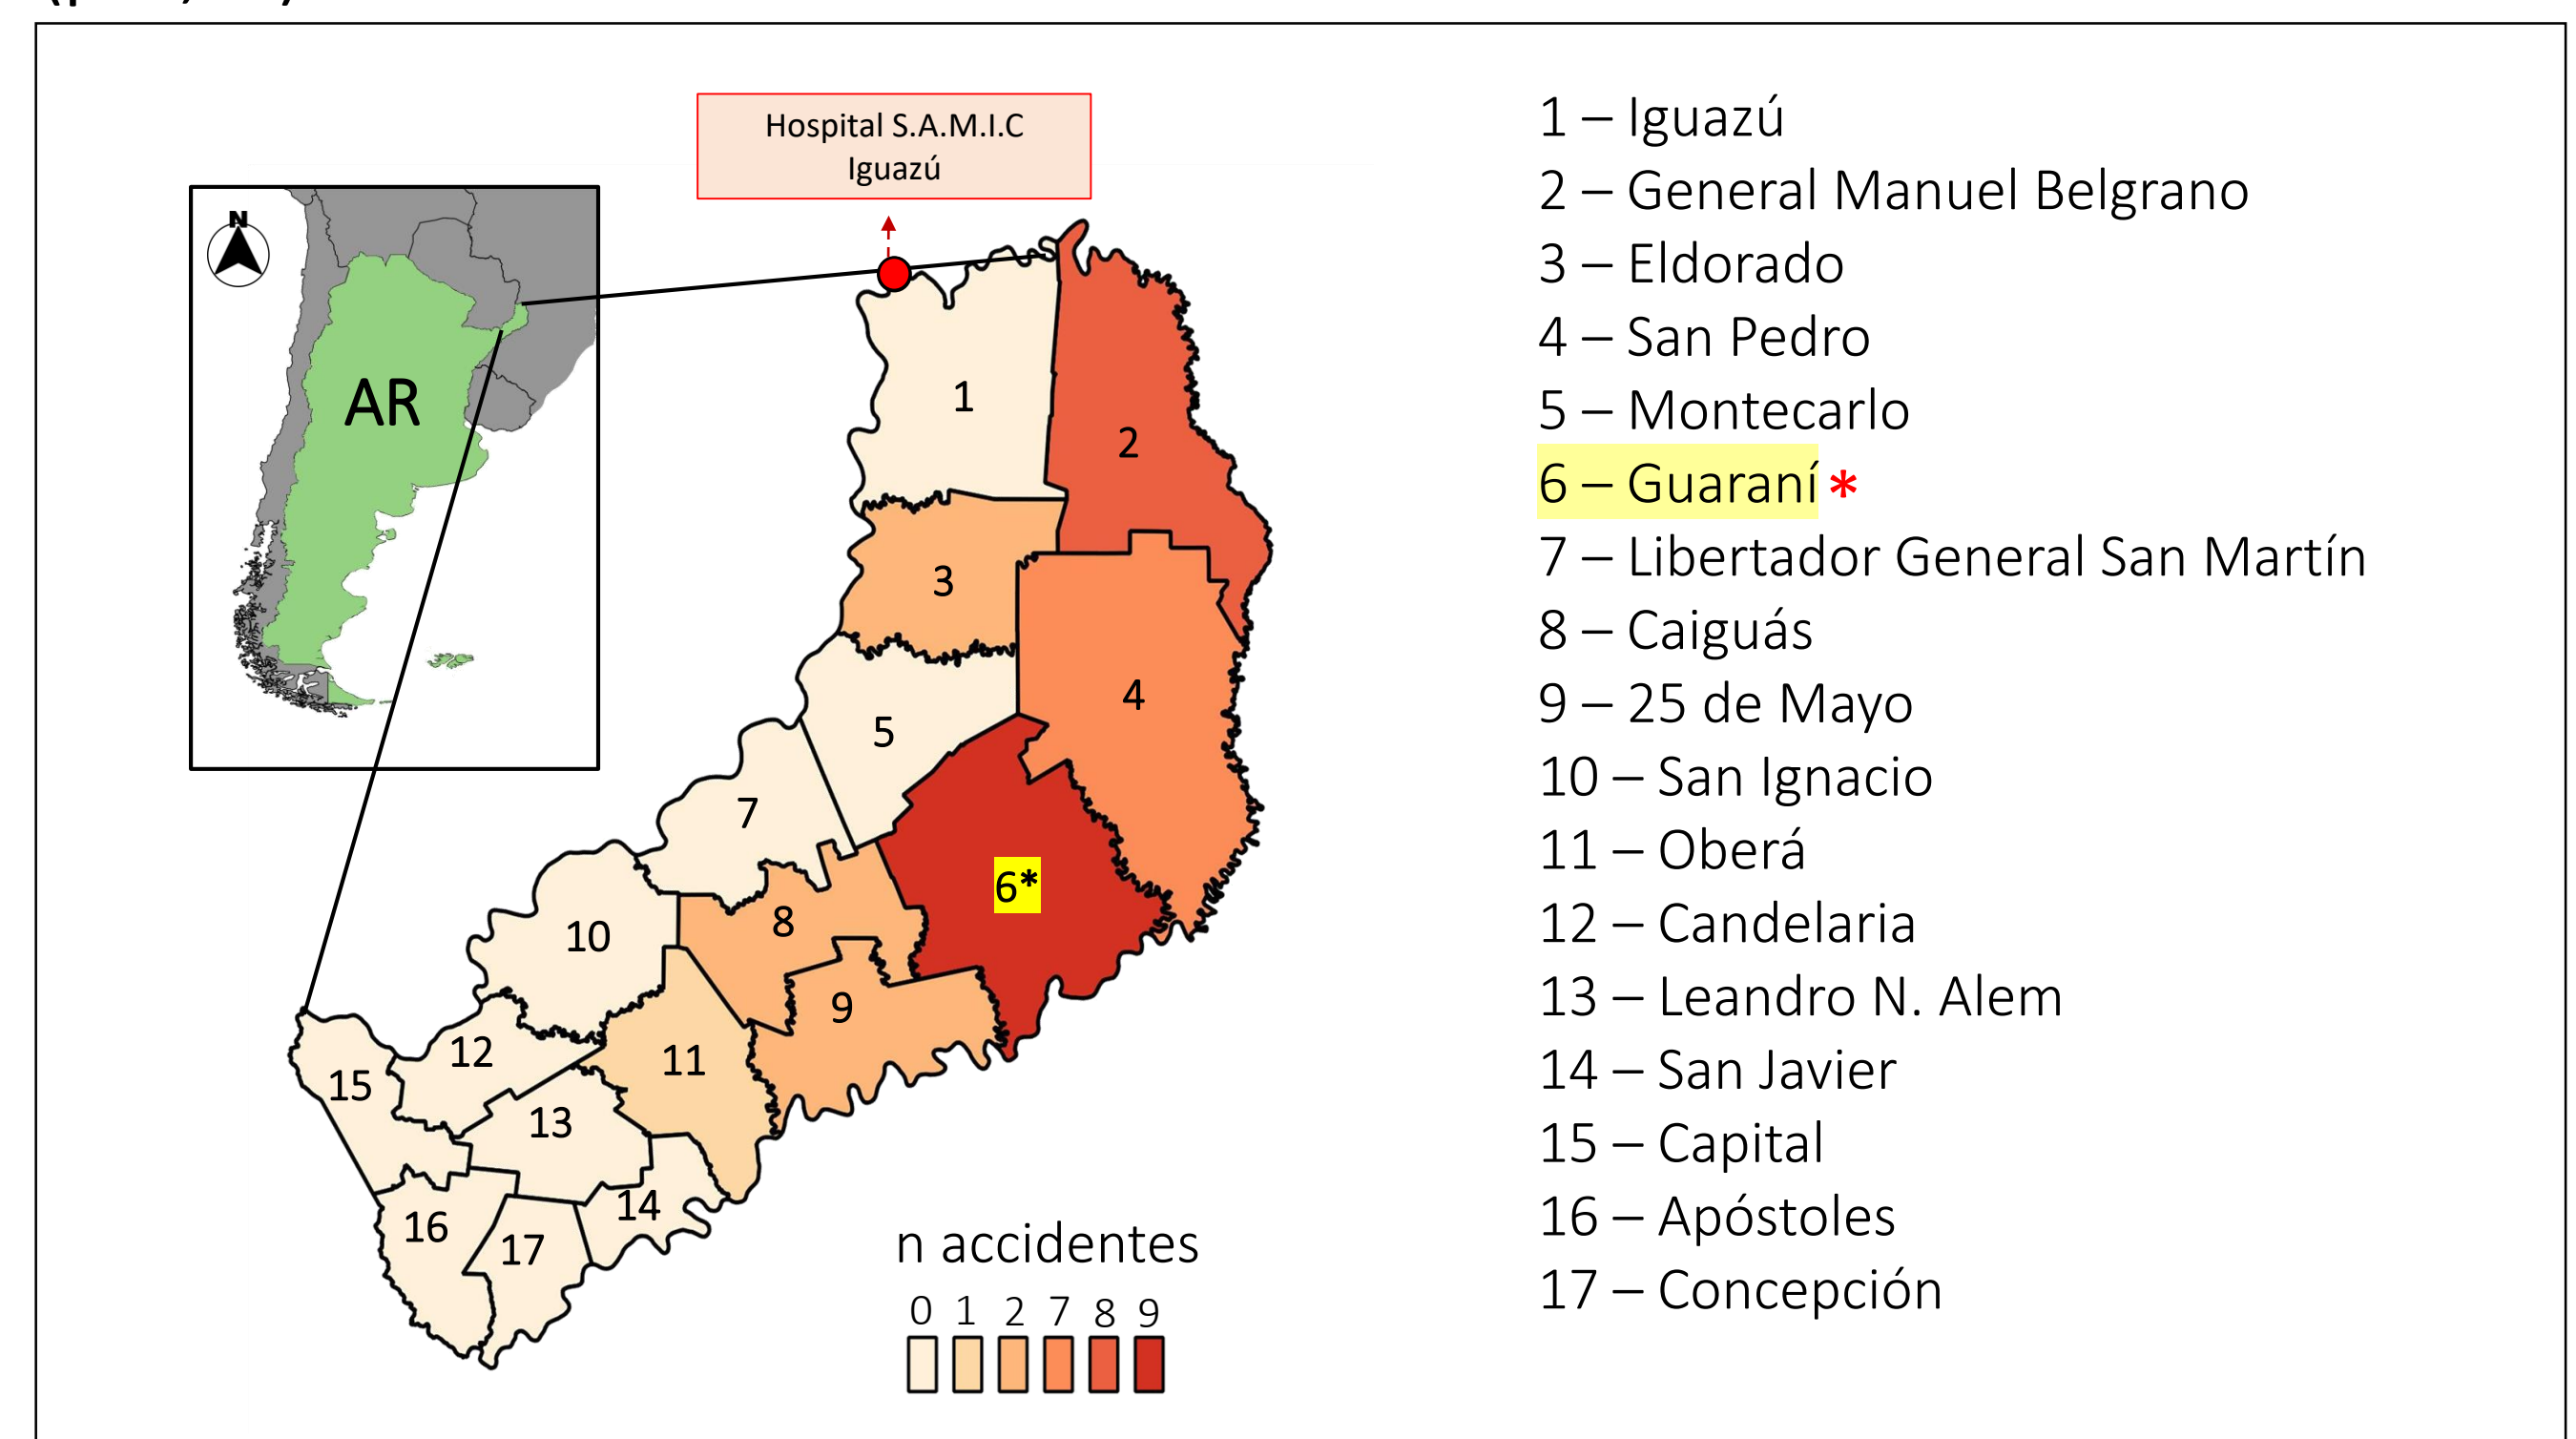 Hospital S.A.M.I.C
Iguazú
N
AR
1
2
3
4
5
6*
7
8
9
10
11
12
13
14
15
16
17
n accidentes
0 1 2 7 8 9
1 – Iguazú
2 – General Manuel Belgrano
3 – Eldorado
4 – San Pedro
5 – Montecarlo
6 – Guaraní *
7 – Libertador General San Martín
8 – Caiguás
9 – 25 de Mayo
10 – San Ignacio
11 – Oberá
12 – Candelaria
13 – Leandro N. Alem
14 – San Javier
15 – Capital
16 – Apóstoles
17 – Concepción